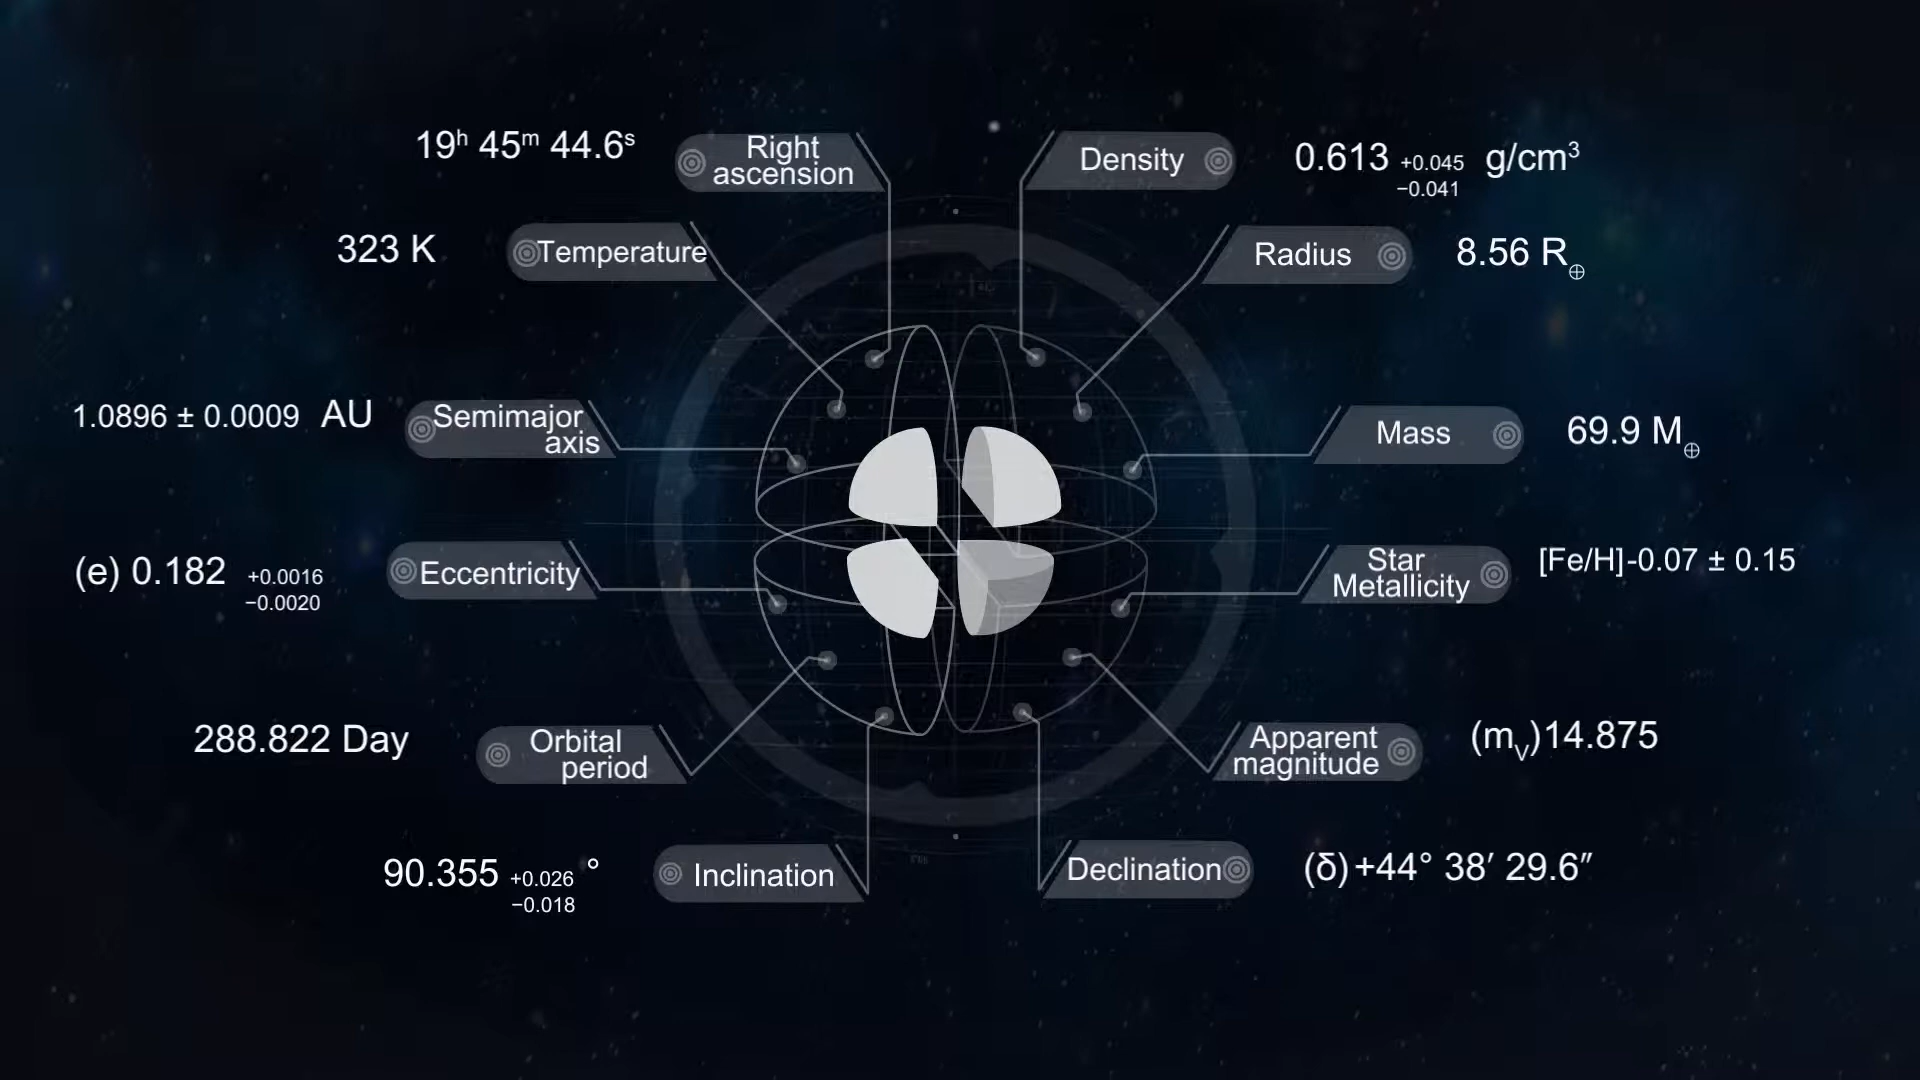 19ʰ 45ᵐ 44.6ˢ
Right
ascension
Density
0.613 +0.045 −0.041 g/cm³
323 K
Temperature
Radius
8.56 R⊕
1.0896 ± 0.0009 AU
Semimajor
axis
Mass
69.9 M⊕
(e) 0.182 +0.0016 −0.0020
Eccentricity
Star
Metallicity
[Fe/H]-0.07 ± 0.15
288.822 Day
Orbital
period
Apparent
magnitude
(mV)14.875
90.355 +0.026 −0.018 °
Inclination
Declination
(δ)+44° 38′ 29.6″